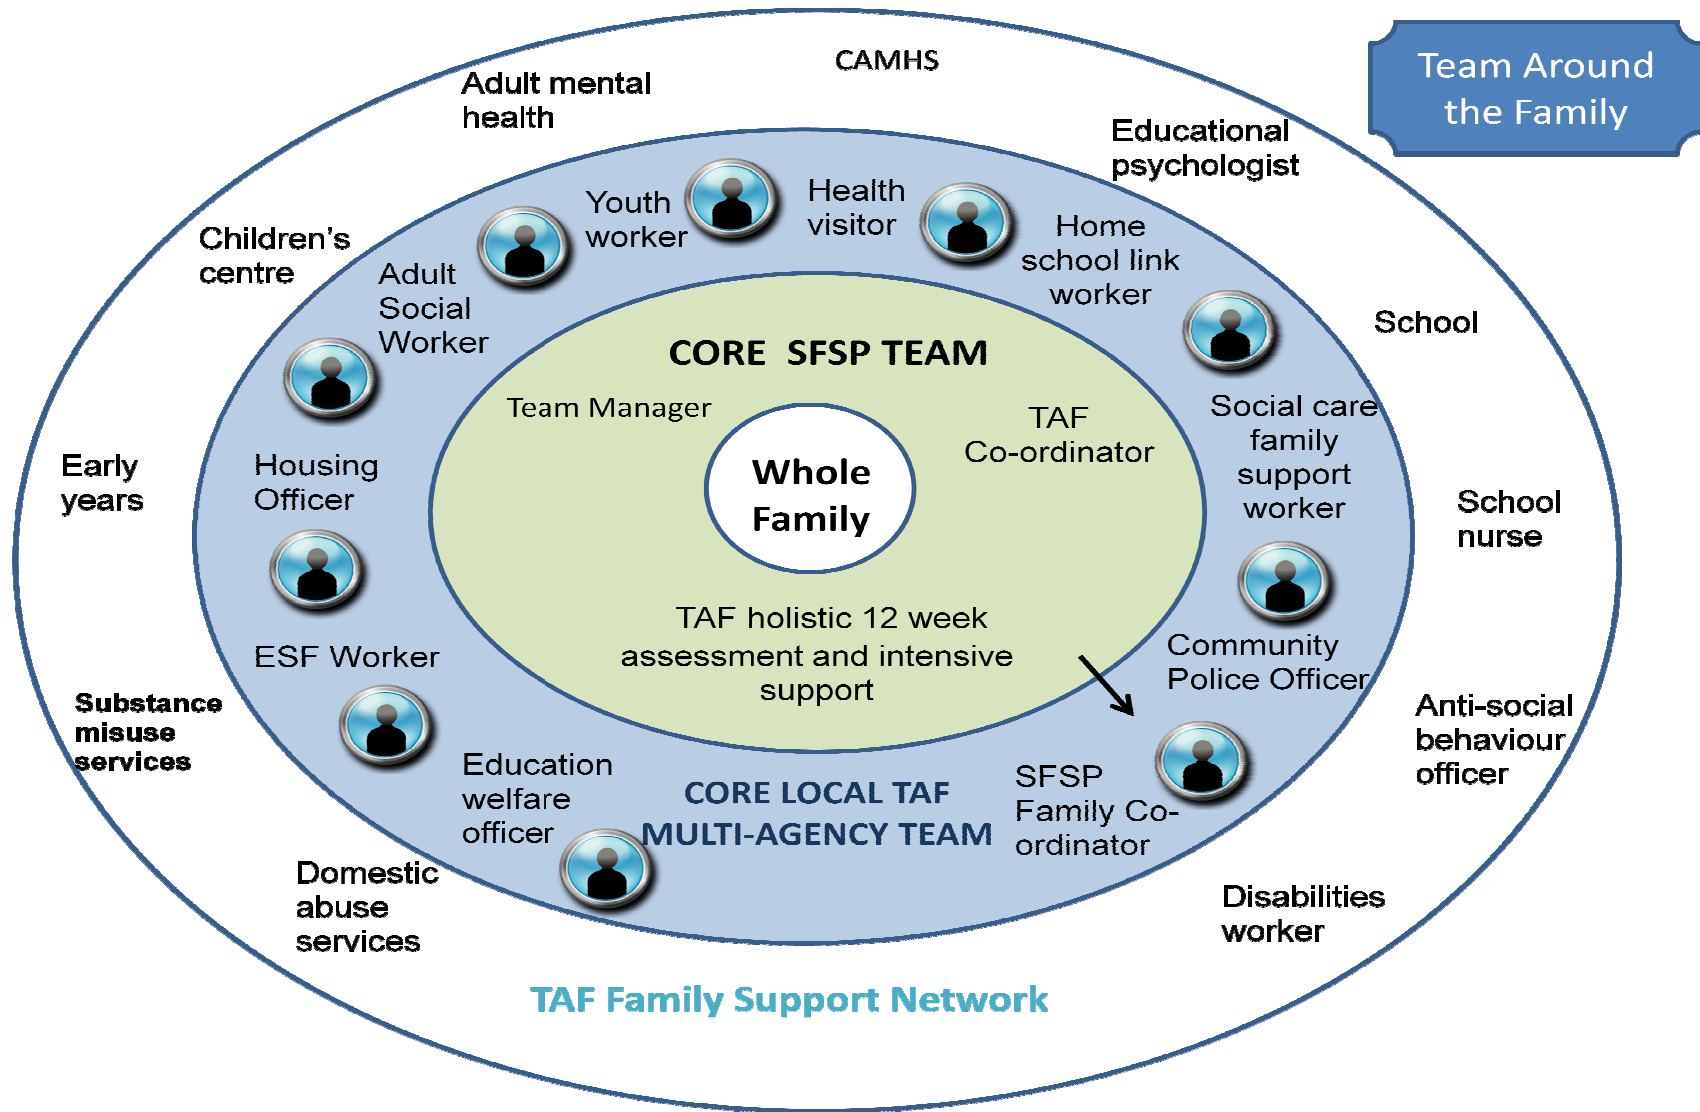 Team Around
the Family
CAMHS
Adult mental
health
Educational
psychologist
Children's
centre
School
Early
years
School
nurse
Substance
misuse
services
Anti-social
behaviour
officer
Domestic
abuse
services
Disabilities
worker
TAF Family Support Network
Youth
worker
Health
visitor
Home
school link
worker
Adult
Social
Worker
Social care
family
support
worker
Housing
Officer
ESF Worker
Community
Police Officer
Education
welfare
officer
SFSP
Family Co-
ordinator
CORE LOCAL TAF
MULTI-AGENCY TEAM
CORE SFSP TEAM
Team Manager
TAF
Co-ordinator
Whole
Family
TAF holistic 12 week
assessment and intensive
support